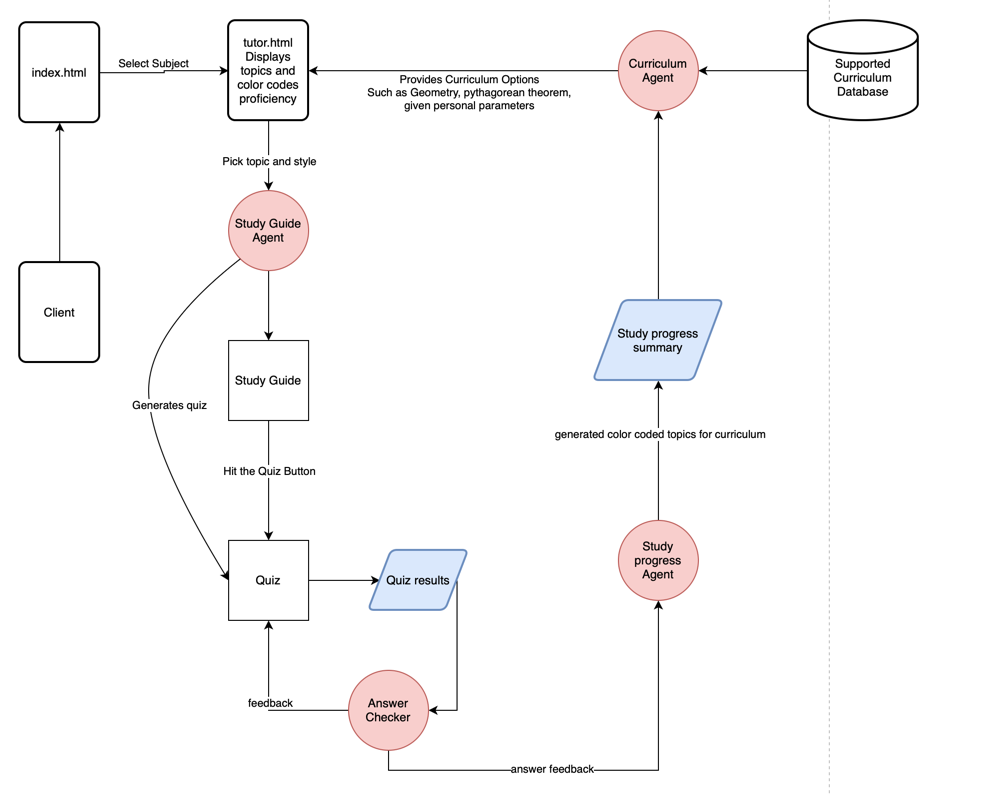 index.html
Select Subject
tutor.html
Displays
topics and
color codes
proficiency
Provides Curriculum Options
Such as Geometry, pythagorean theorem,
given personal parameters
Curriculum
Agent
Supported
Curriculum
Database
Pick topic and style
Study Guide
Agent
Client
Study progress
summary
Study Guide
Generates quiz
generated color coded topics for curriculum
Hit the Quiz Button
Study
progress
Agent
Quiz
Quiz results
feedback
Answer
Checker
answer feedback